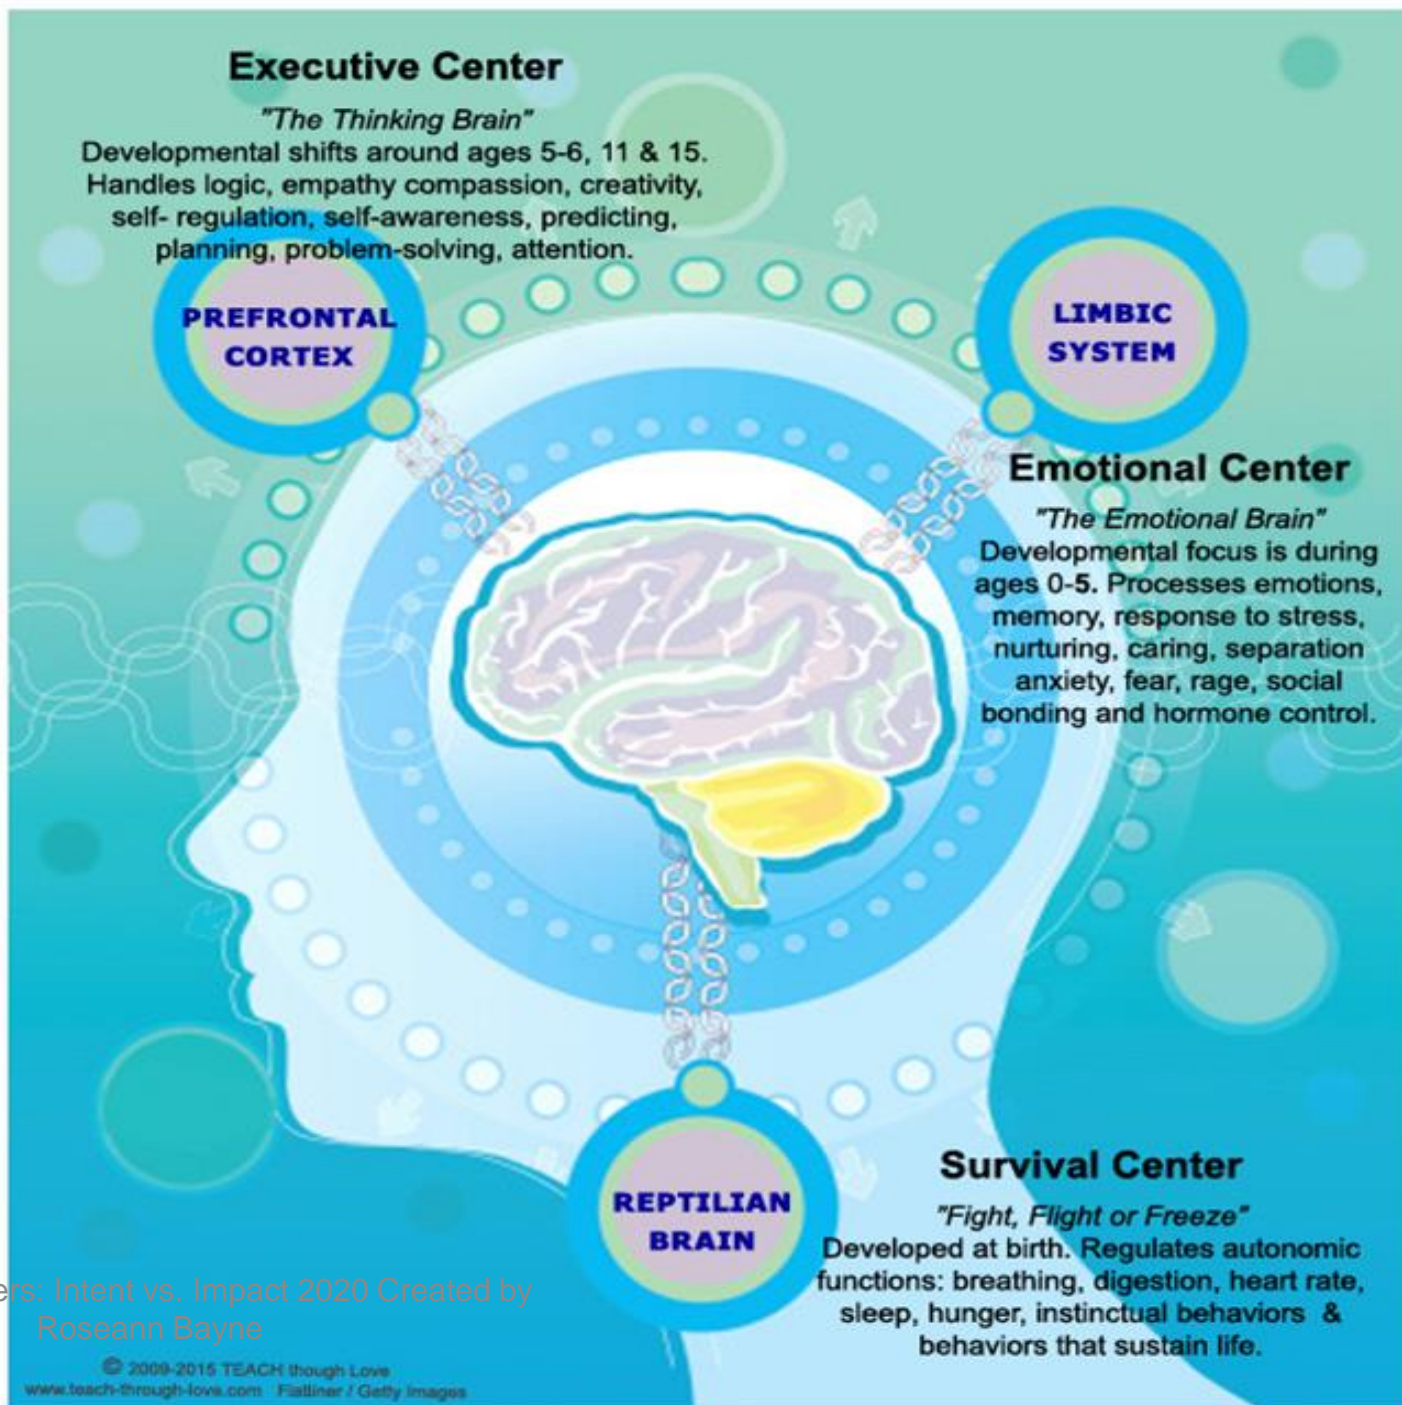 Executive Center
"The Thinking Brain"
Developmental shifts around ages 5-6, 11 & 15.
Handles logic, empathy compassion, creativity,
self- regulation, self-awareness, predicting,
planning, problem-solving, attention.
PREFRONTAL
CORTEX
LIMBIC
SYSTEM
Emotional Center
"The Emotional Brain"
Developmental focus is during
ages 0-5. Processes emotions,
memory, response to stress,
nurturing, caring, separation
anxiety, fear, rage, social
bonding and hormone control.
REPTILIAN
BRAIN
Survival Center
"Fight, Flight or Freeze"
Developed at birth. Regulates autonomic
functions: breathing, digestion, heart rate,
sleep, hunger, instinctual behaviors &
behaviors that sustain life.
ers: Intent vs. Impact 2020 Created by
Roseann Bayne
© 2009-2015 TEACH though Love
www.teach-through-love.com Flatliner / Getty Images